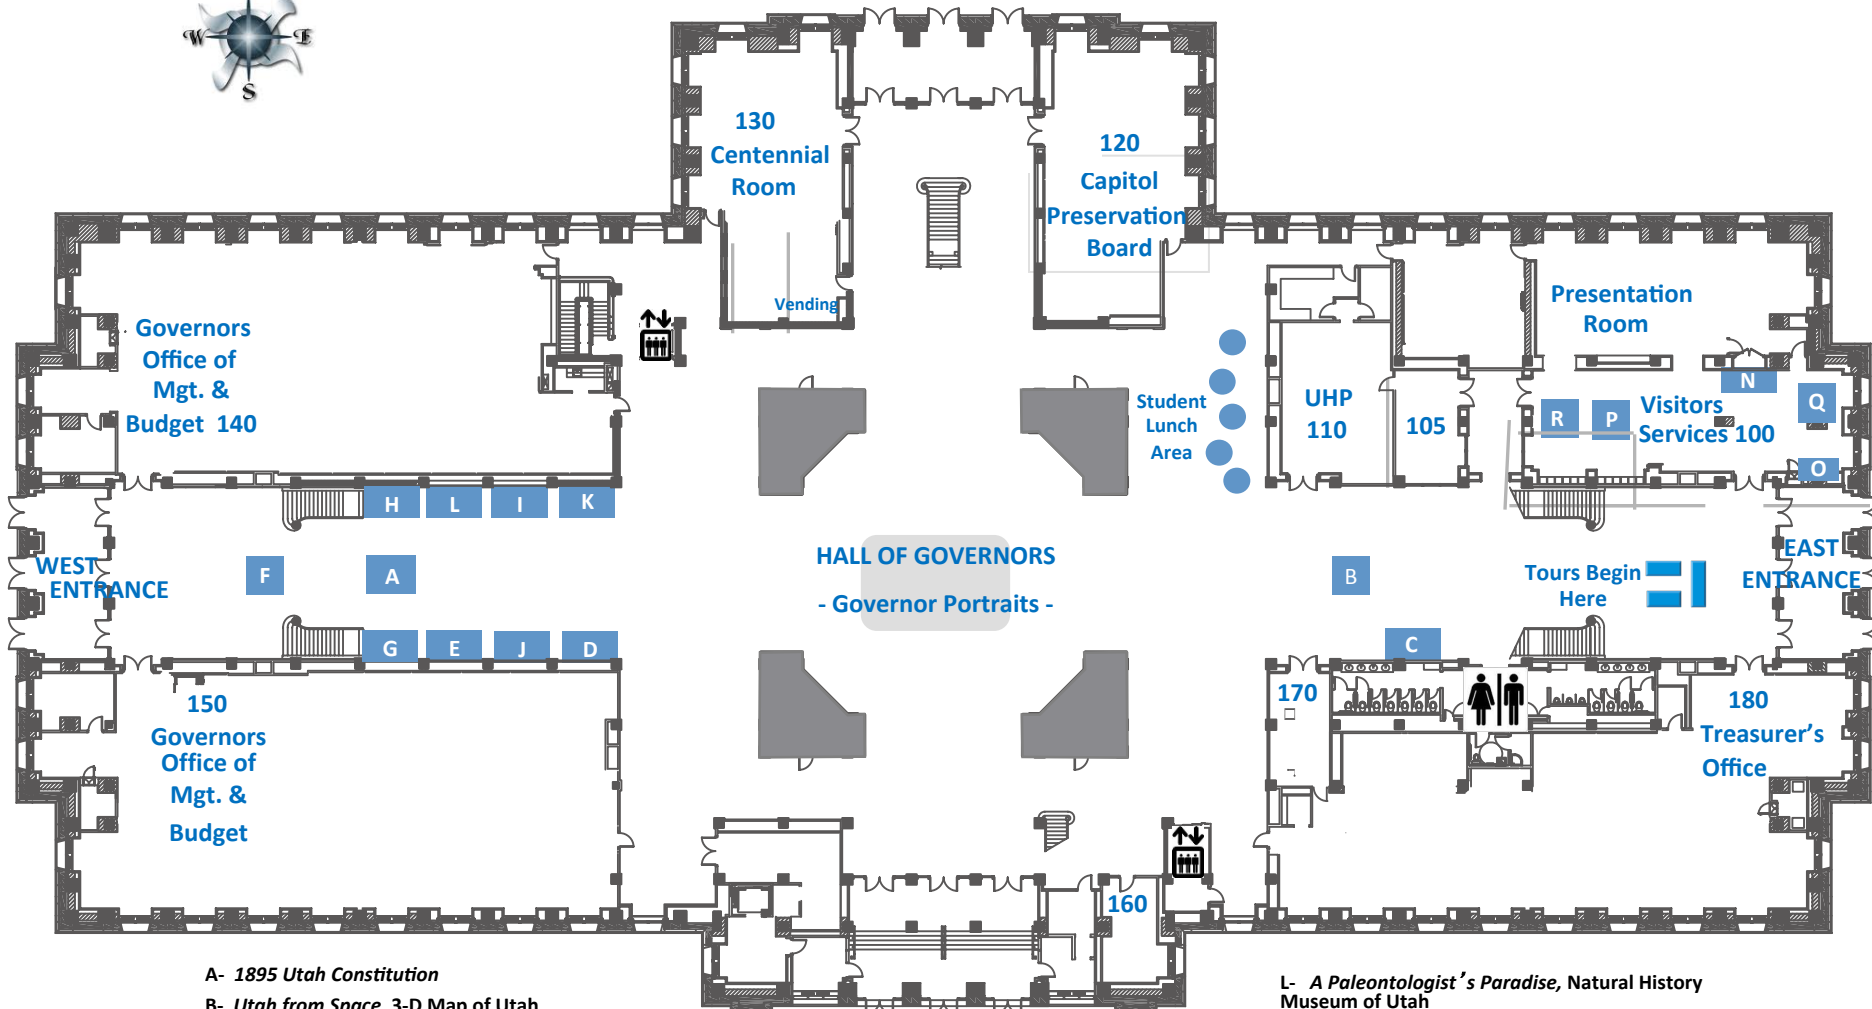 W E
S
130
Centennial
Room
120
Capitol
Preservation
Board
Vending
Governors
Office of
Mgt. &
Budget 140
Presentation
Room
Student
Lunch
Area
UHP
110
105
N
Q
R
P
Visitors
Services 100
O
H
L
I
K
WEST
ENTRANCE
F
A
HALL OF GOVERNORS
- Governor Portraits -
B
Tours Begin
Here
EAST
ENTRANCE
G
E
J
D
C
150
Governors
Office of
Mgt. &
Budget
170
180
Treasurer's
Office
160
A- 1895 Utah Constitution
B- Utah from Space, 3-D Map of Utah
L- A Paleontologist's Paradise, Natural History
Museum of Utah